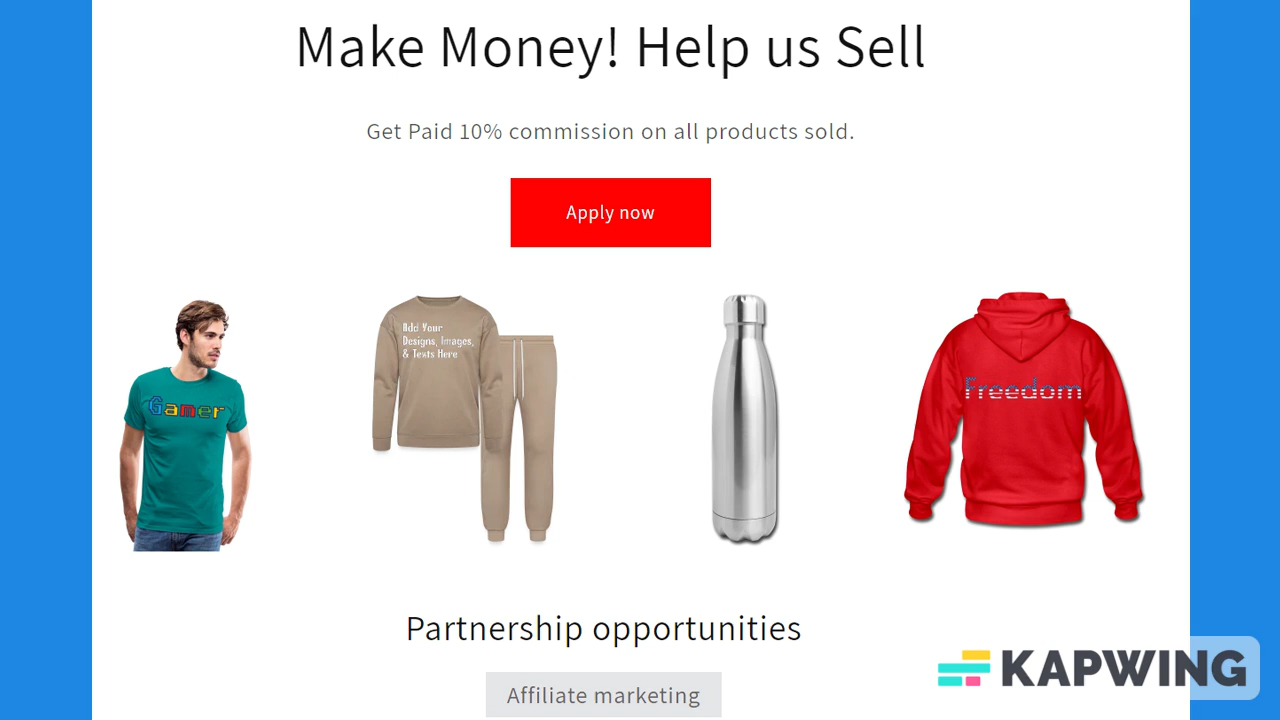 Make Money! Help us Sell
Get Paid 10% commission on all products sold.
Apply now
Gamer
Add Your
Designs, Images,
& Texts Here
Freedom
Partnership opportunities
Affiliate marketing
KAPWING